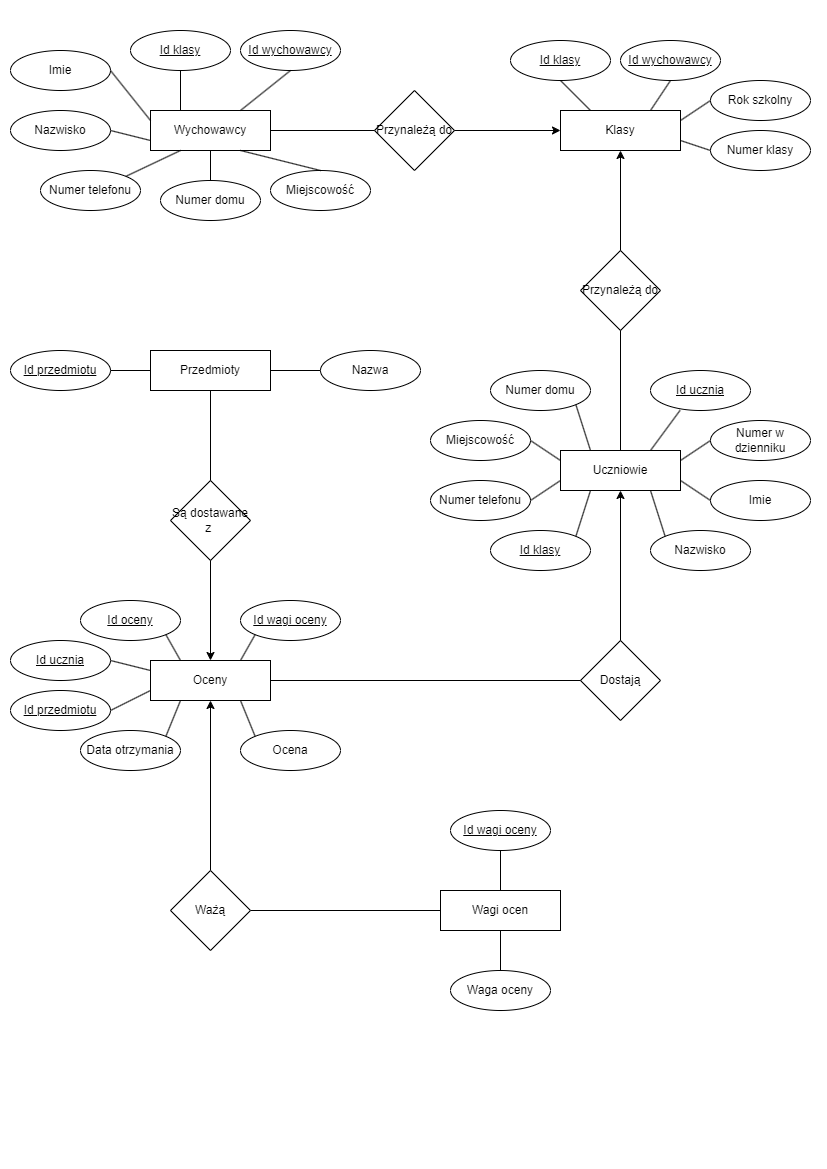 Id klasy
Id wychowawcy
Imie
Nazwisko
Wychowawcy
Numer telefonu
Numer domu
Miejscowość
Przynależą do
Id klasy
Id wychowawcy
Rok szkolny
Klasy
Numer klasy
Przynależą do
Id przedmiotu
Przedmioty
Nazwa
Numer domu
Id ucznia
Miejscowość
Numer w
dzienniku
Uczniowie
Numer telefonu
Imie
Id klasy
Nazwisko
Są dostawane
z
Id oceny
Id wagi oceny
Id ucznia
Oceny
Id przedmiotu
Data otrzymania
Ocena
Dostają
Id wagi oceny
Ważą
Wagi ocen
Waga oceny